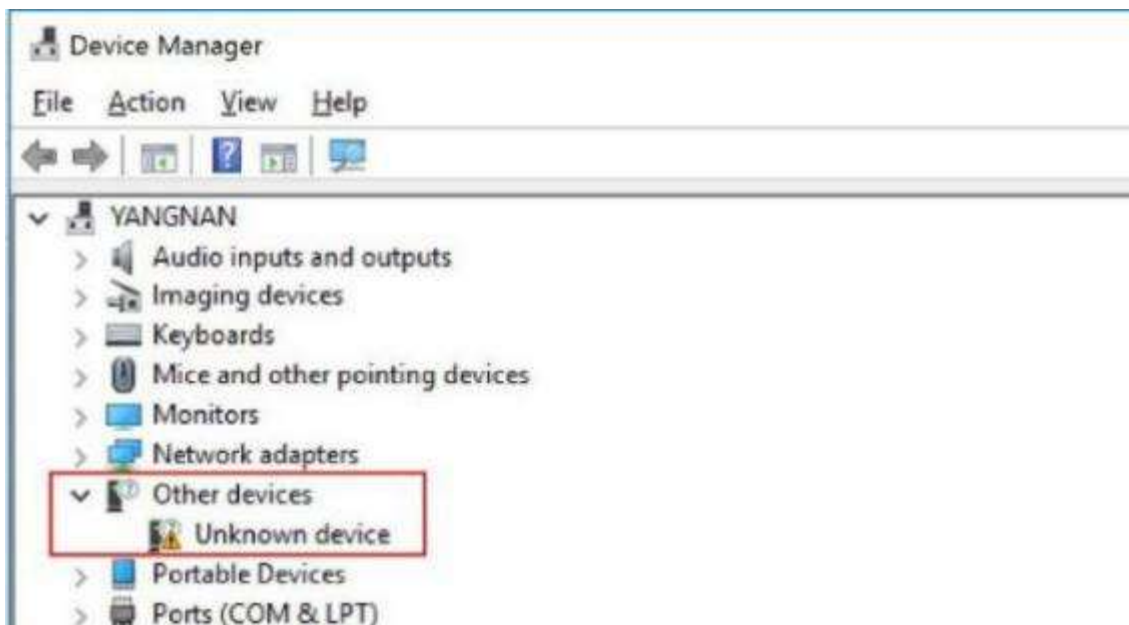 Device Manager
File Action View Help
YANGNAN
Audio inputs and outputs
Imaging devices
Keyboards
Mice and other pointing devices
Monitors
Network adapters
Other devices
Unknown device
Portable Devices
Ports (COM & LPT)